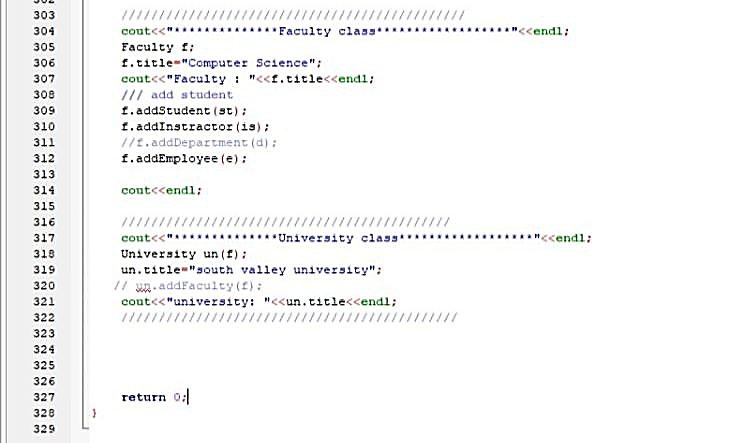 302
303 //////////////////////////////////////////////
304 cout<<"**************Faculty class******************"<<endl;
305 Faculty f;
306 f.title="Computer Science";
307 cout<<"Faculty : "<<f.title<<endl;
308 /// add student
309 f.addStudent(st);
310 f.addInstractor(is);
311 //f.addDepartment(d);
312 f.addEmployee(e);
313
314 cout<<endl;
315
316 ////////////////////////////////////////////
317 cout<<"**************University class******************"<<endl;
318 University un(f);
319 un.title="south valley university";
320 // un.addFaculty(f);
321 cout<<"university: "<<un.title<<endl;
322 /////////////////////////////////////////////
323
324
325
326
327 return 0;
328 }
329